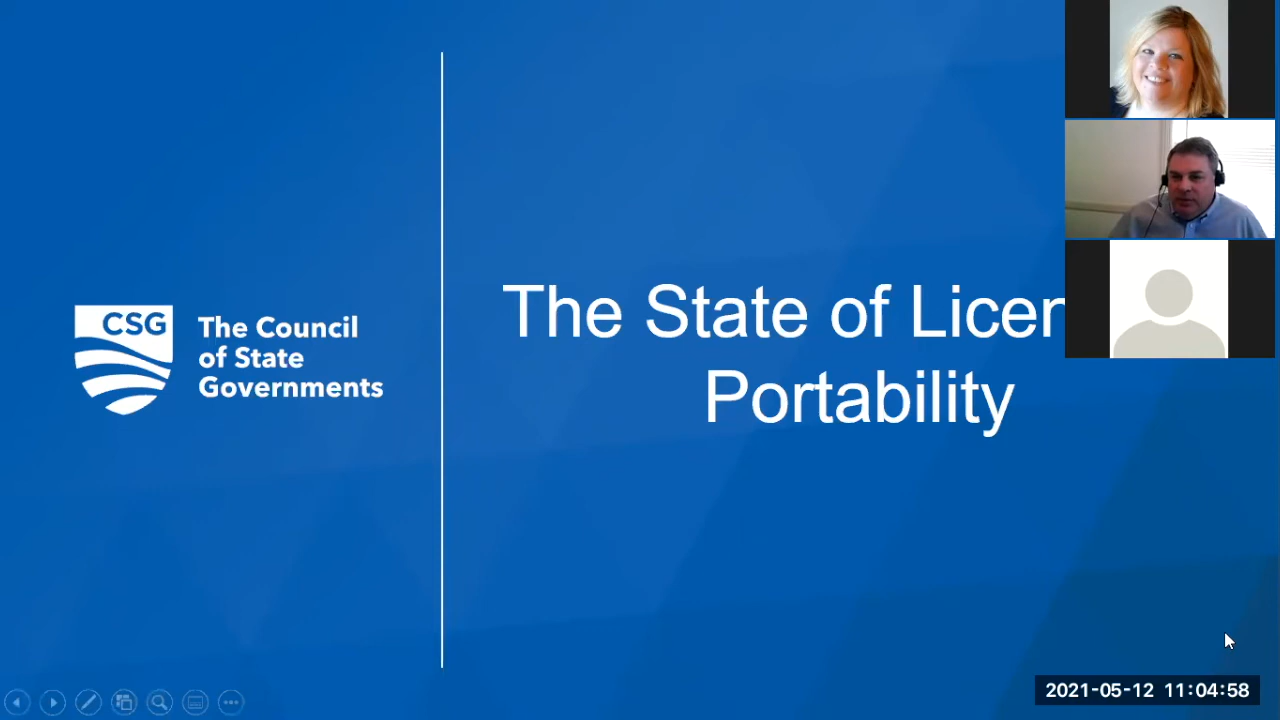 CSG
The Council
of State
Governments
The State of Licen
Portability
2021-05-12 11:04:58